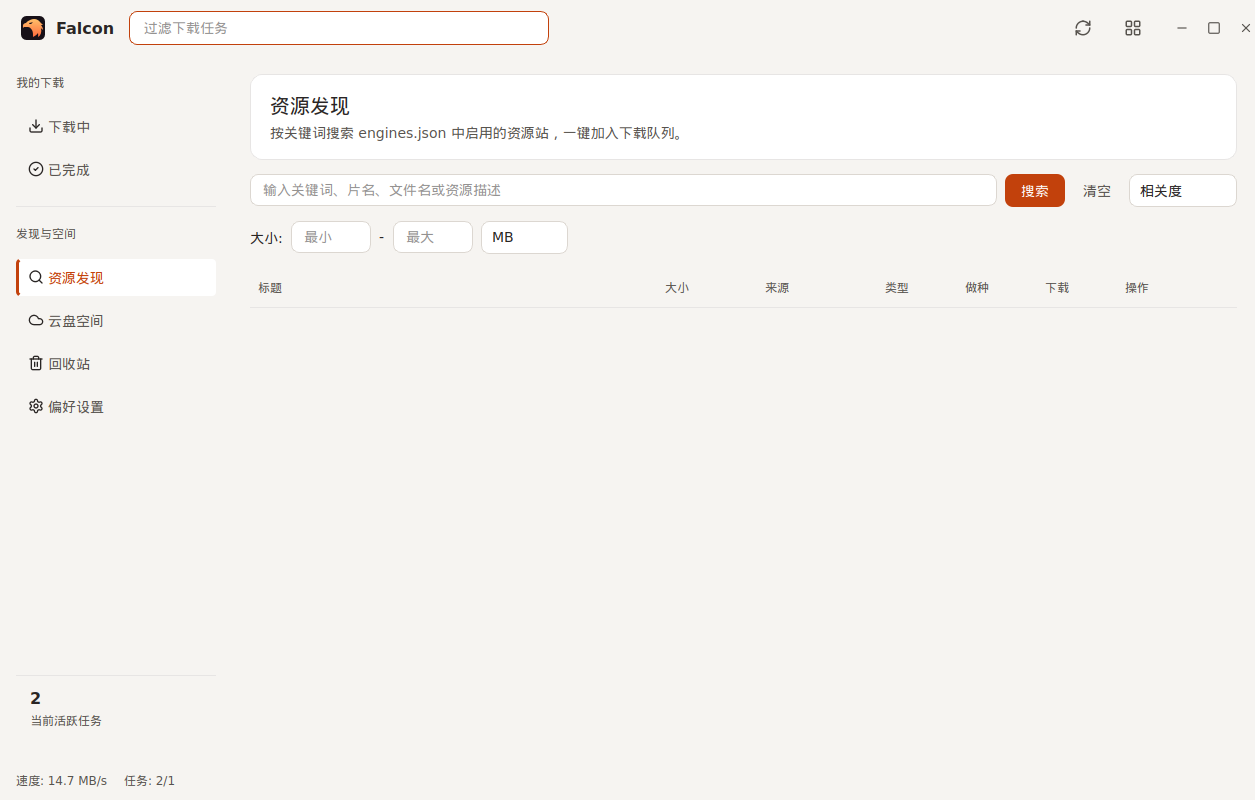 Falcon
过滤下载任务
我的下载
下载中
已完成
发现与空间
资源发现
云盘空间
回收站
偏好设置
2
当前活跃任务
速度: 14.7 MB/s 任务: 2/1
资源发现
按关键词搜索 engines.json 中启用的资源站，一键加入下载队列。
输入关键词、片名、文件名或资源描述
搜索
清空
相关度
大小: 最小 - 最大 MB
标题 大小 来源 类型 做种 下载 操作